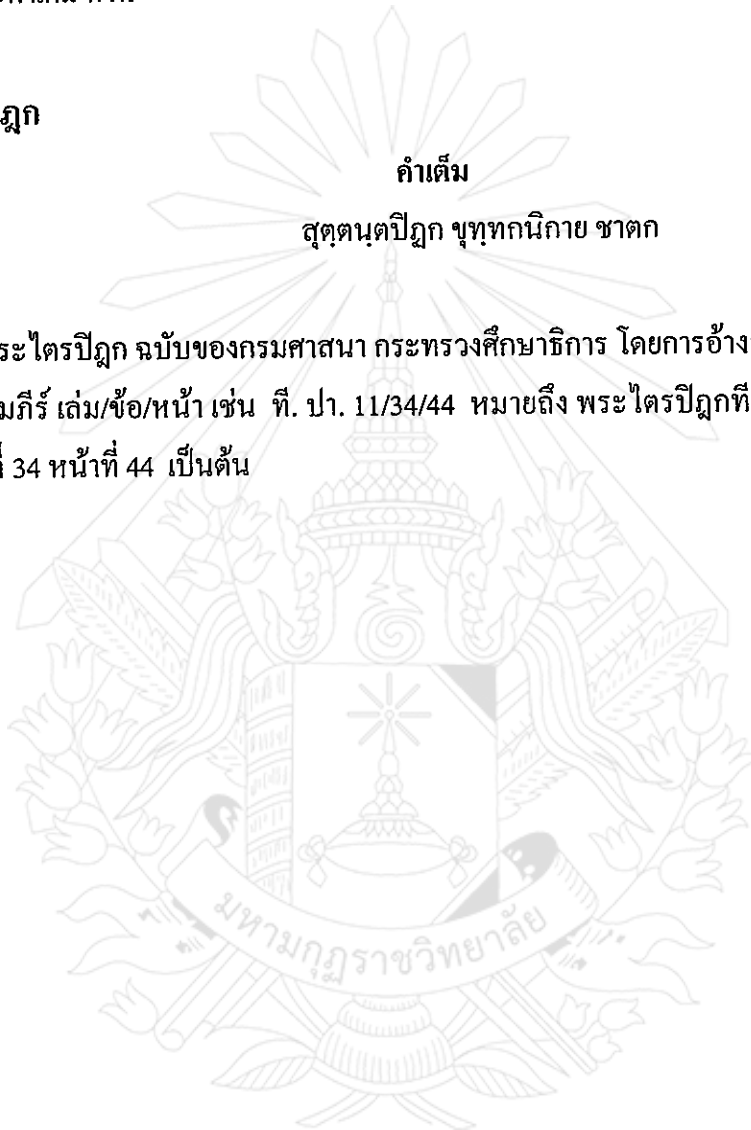 ฎก
คำเต็ม
สุตฺตนฺตปิฏก ขุทฺทกนิกาย ชาตก
ระไตรปิฎก ฉบับของกรมศาสนา กระทรวงศึกษาธิการ โดยการอ้าง
มภีร์ เล่ม/ข้อ/หน้า เช่น ที. ปา. 11/34/44 หมายถึง พระไตรปิฎกที
ที่ 34 หน้าที่ 44 เป็นต้น
มหามกุฏราชวิทยาลัย